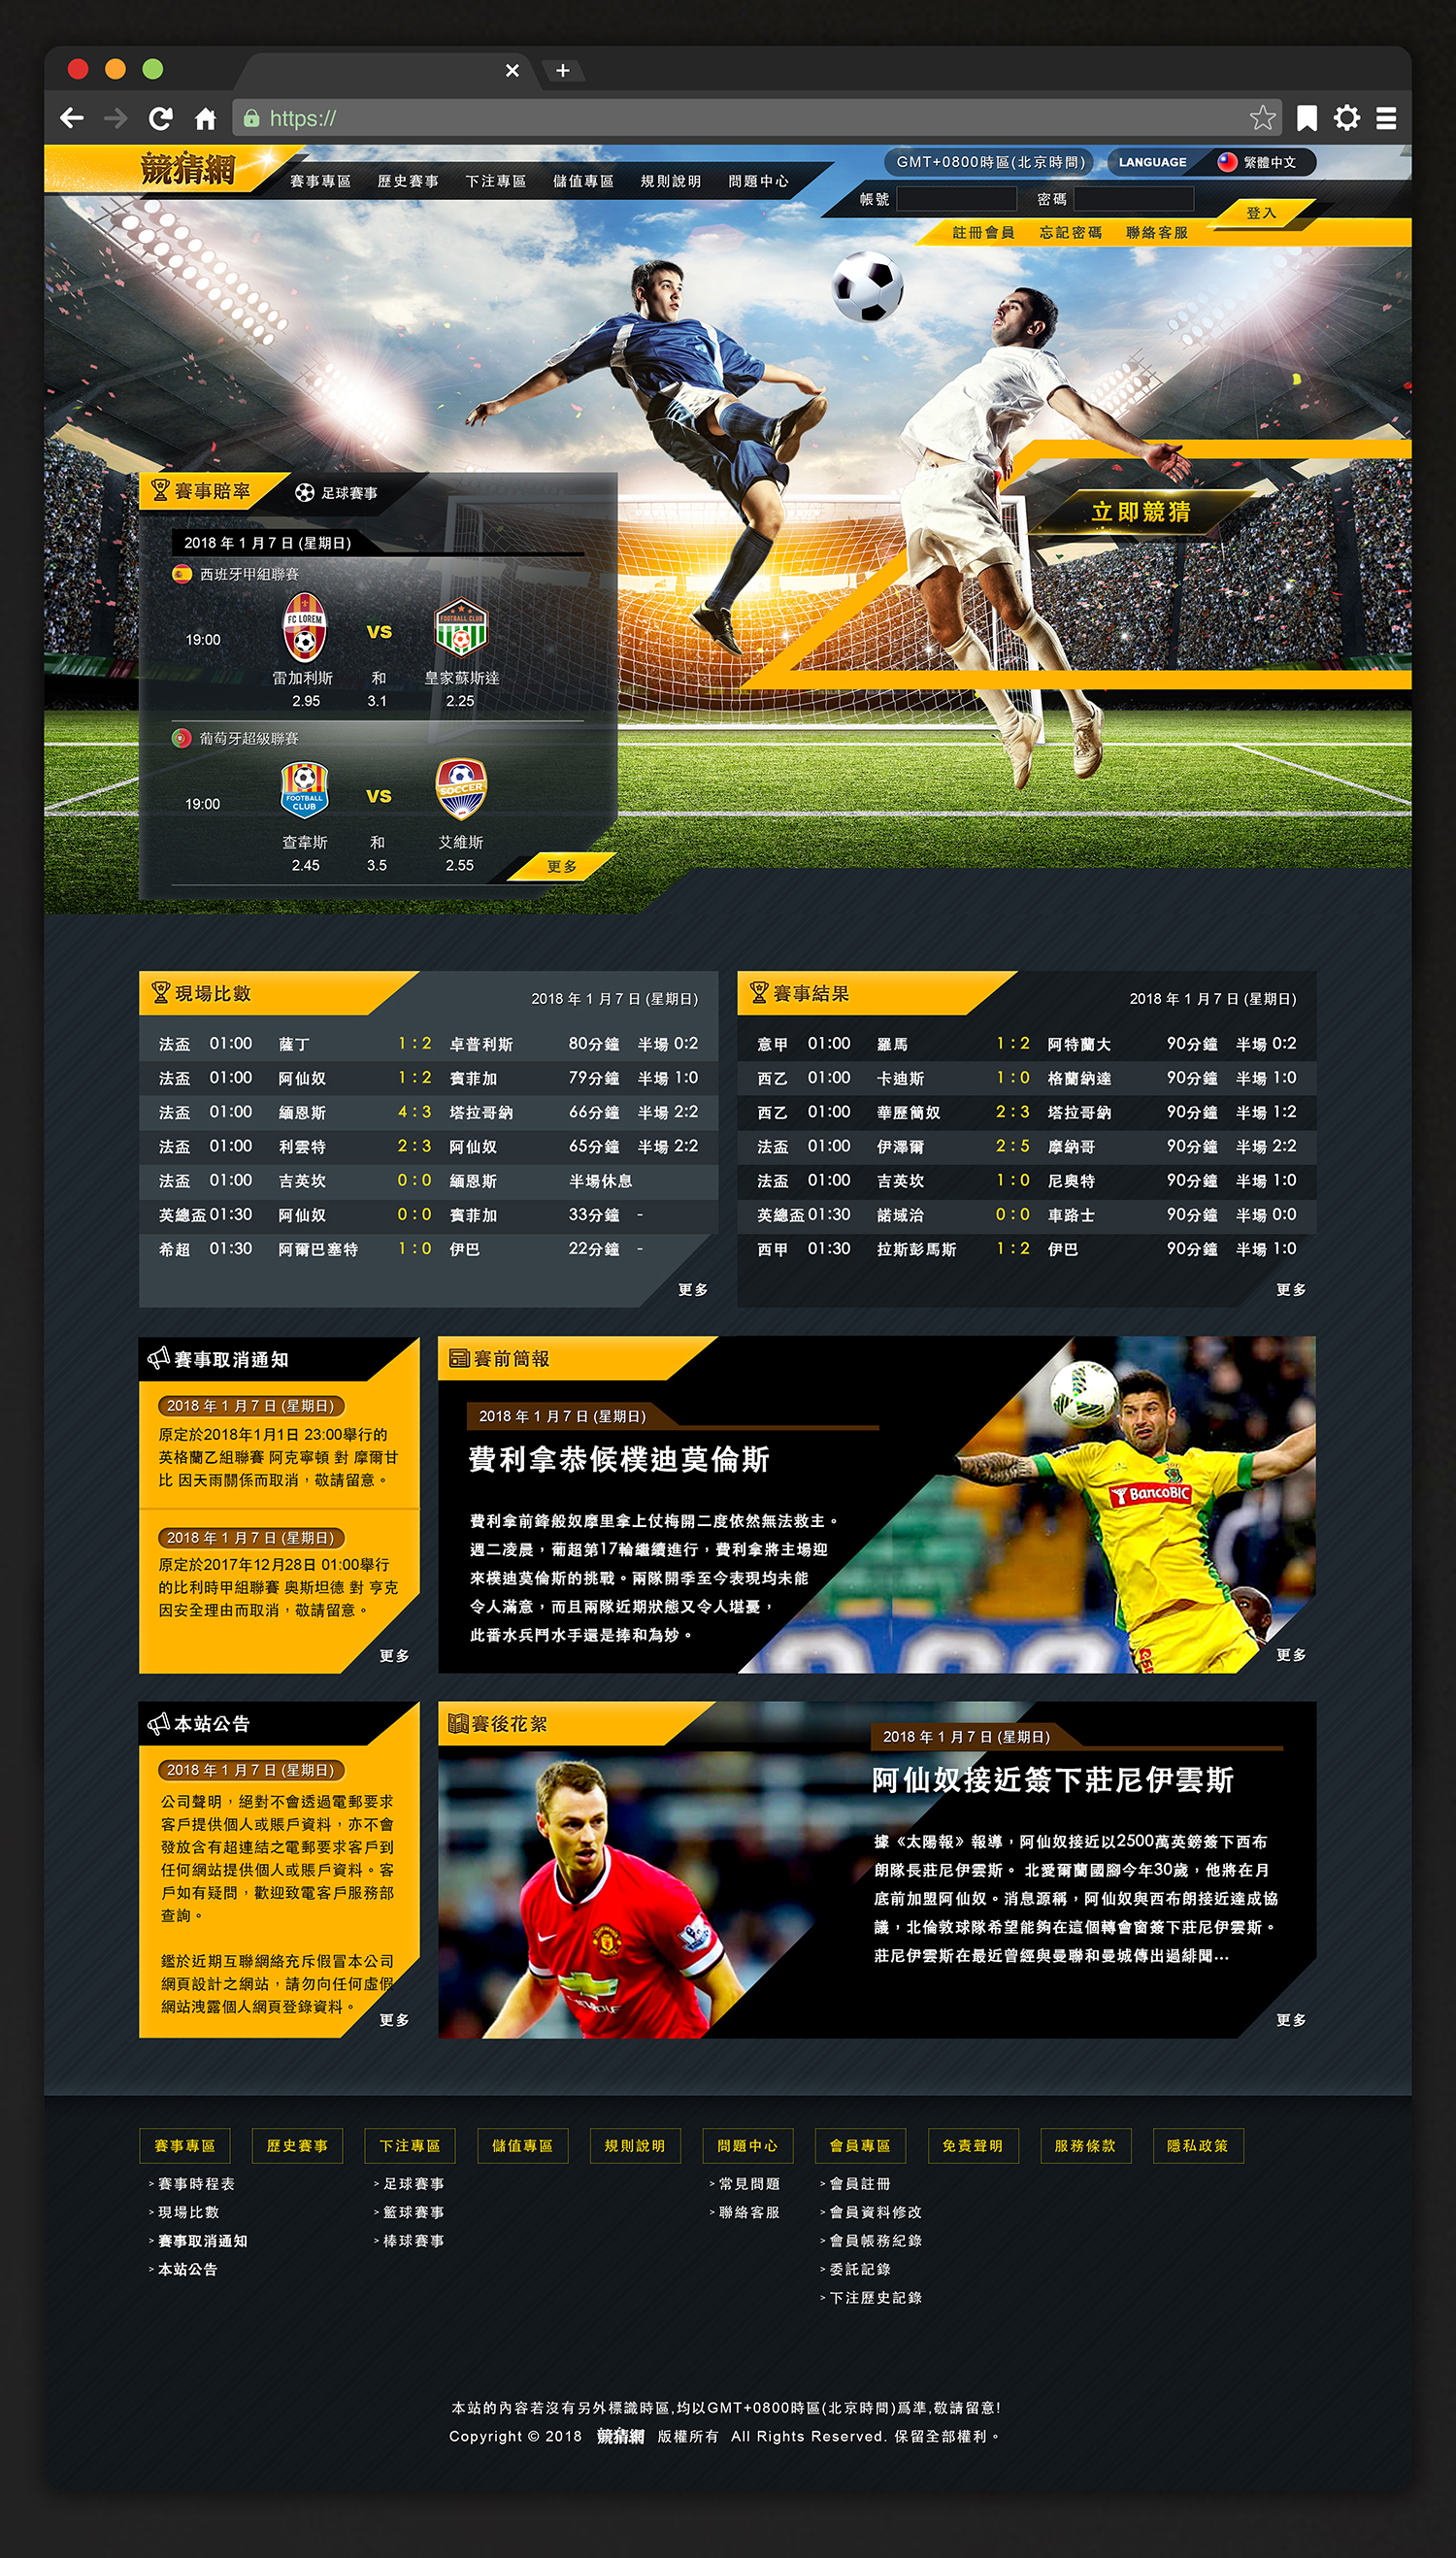 https://
競猜網
賽事專區 歷史賽事 下注專區 儲值專區 規則說明 問題中心
GMT+0800時區(北京時間) LANGUAGE 繁體中文
帳號 密碼 登入
註冊會員 忘記密碼 聯絡客服
立即競猜
賽事賠率 足球賽事
2018 年 1 月 7 日 (星期日)
西班牙甲組聯賽
FC LOREM
FOOTBALL CLUB
19:00 VS
雷加利斯 和 皇家蘇斯達
2.95 3.1 2.25
葡萄牙超級聯賽
FOOTBALL CLUB
SOCCER
19:00 VS
查韋斯 和 艾維斯
2.45 3.5 2.55
更多
現場比數 2018 年 1 月 7 日 (星期日)
法盃 01:00 薩丁 1 : 2 卓普利斯 80分鐘 半場 0:2
法盃 01:00 阿仙奴 1 : 2 賓菲加 79分鐘 半場 1:0
法盃 01:00 緬恩斯 4 : 3 塔拉哥納 66分鐘 半場 2:2
法盃 01:00 利雲特 2 : 3 阿仙奴 65分鐘 半場 2:2
法盃 01:00 吉英坎 0 : 0 緬恩斯 半場休息
英總盃 01:30 阿仙奴 0 : 0 賓菲加 33分鐘 -
希超 01:30 阿爾巴塞特 1 : 0 伊巴 22分鐘 -
更多
賽事結果 2018 年 1 月 7 日 (星期日)
意甲 01:00 羅馬 1 : 2 阿特蘭大 90分鐘 半場 0:2
西乙 01:00 卡迪斯 1 : 0 格蘭納達 90分鐘 半場 1:0
西乙 01:00 華歷簡奴 2 : 3 塔拉哥納 90分鐘 半場 1:2
法盃 01:00 伊澤爾 2 : 5 摩納哥 90分鐘 半場 2:2
法盃 01:00 吉英坎 1 : 0 尼奧特 90分鐘 半場 1:0
英總盃 01:30 諾域治 0 : 0 車路士 90分鐘 半場 0:0
西甲 01:30 拉斯彭馬斯 1 : 2 伊巴 90分鐘 半場 1:0
更多
賽事取消通知
2018 年 1 月 7 日 (星期日)
原定於2018年1月1日 23:00舉行的
英格蘭乙組聯賽 阿克寧頓 對 摩爾甘
比 因天雨關係而取消，敬請留意。
2018 年 1 月 7 日 (星期日)
原定於2017年12月28日 01:00舉行
的比利時甲組聯賽 奧斯坦德 對 亨克
因安全理由而取消，敬請留意。
更多
賽前簡報
2018 年 1 月 7 日 (星期日)
費利拿恭候樸迪莫倫斯
費利拿前鋒般奴摩里拿上仗梅開二度依然無法救主。
週二凌晨，葡超第17輪繼續進行，費利拿將主場迎
來樸迪莫倫斯的挑戰。兩隊開季至今表現均未能
令人滿意，而且兩隊近期狀態又令人堪憂，
此番水兵鬥水手還是捧和為妙。
BancoBIC
更多
本站公告
2018 年 1 月 7 日 (星期日)
公司聲明，絕對不會透過電郵要求
客戶提供個人或賬戶資料，亦不會
發放含有超連結之電郵要求客戶到
任何網站提供個人或賬戶資料。客
戶如有疑問，歡迎致電客戶服務部
查詢。
鑑於近期互聯網絡充斥假冒本公司
網頁設計之網站，請勿向任何虛假
網站洩露個人網頁登錄資料。
更多
賽後花絮
2018 年 1 月 7 日 (星期日)
阿仙奴接近簽下莊尼伊雲斯
據《太陽報》報導，阿仙奴接近以2500萬英鎊簽下西布
朗隊長莊尼伊雲斯。 北愛爾蘭國腳今年30歲，他將在月
底前加盟阿仙奴。消息源稱，阿仙奴與西布朗接近達成協
議，北倫敦球隊希望能夠在這個轉會窗簽下莊尼伊雲斯。
莊尼伊雲斯在最近曾經與曼聯和曼城傳出過緋聞...
更多
賽事專區 歷史賽事 下注專區 儲值專區 規則說明 問題中心 會員專區 免責聲明 服務條款 隱私政策
> 賽事時程表 > 足球賽事 > 常見問題 > 會員註冊
> 現場比數 > 籃球賽事 > 聯絡客服 > 會員資料修改
> 賽事取消通知 > 棒球賽事 > 會員帳務紀錄
> 本站公告 > 委託記錄
> 下注歷史記錄
本站的內容若沒有另外標識時區,均以GMT+0800時區(北京時間)爲準,敬請留意!
Copyright © 2018 競猜網 版權所有 All Rights Reserved. 保留全部權利。